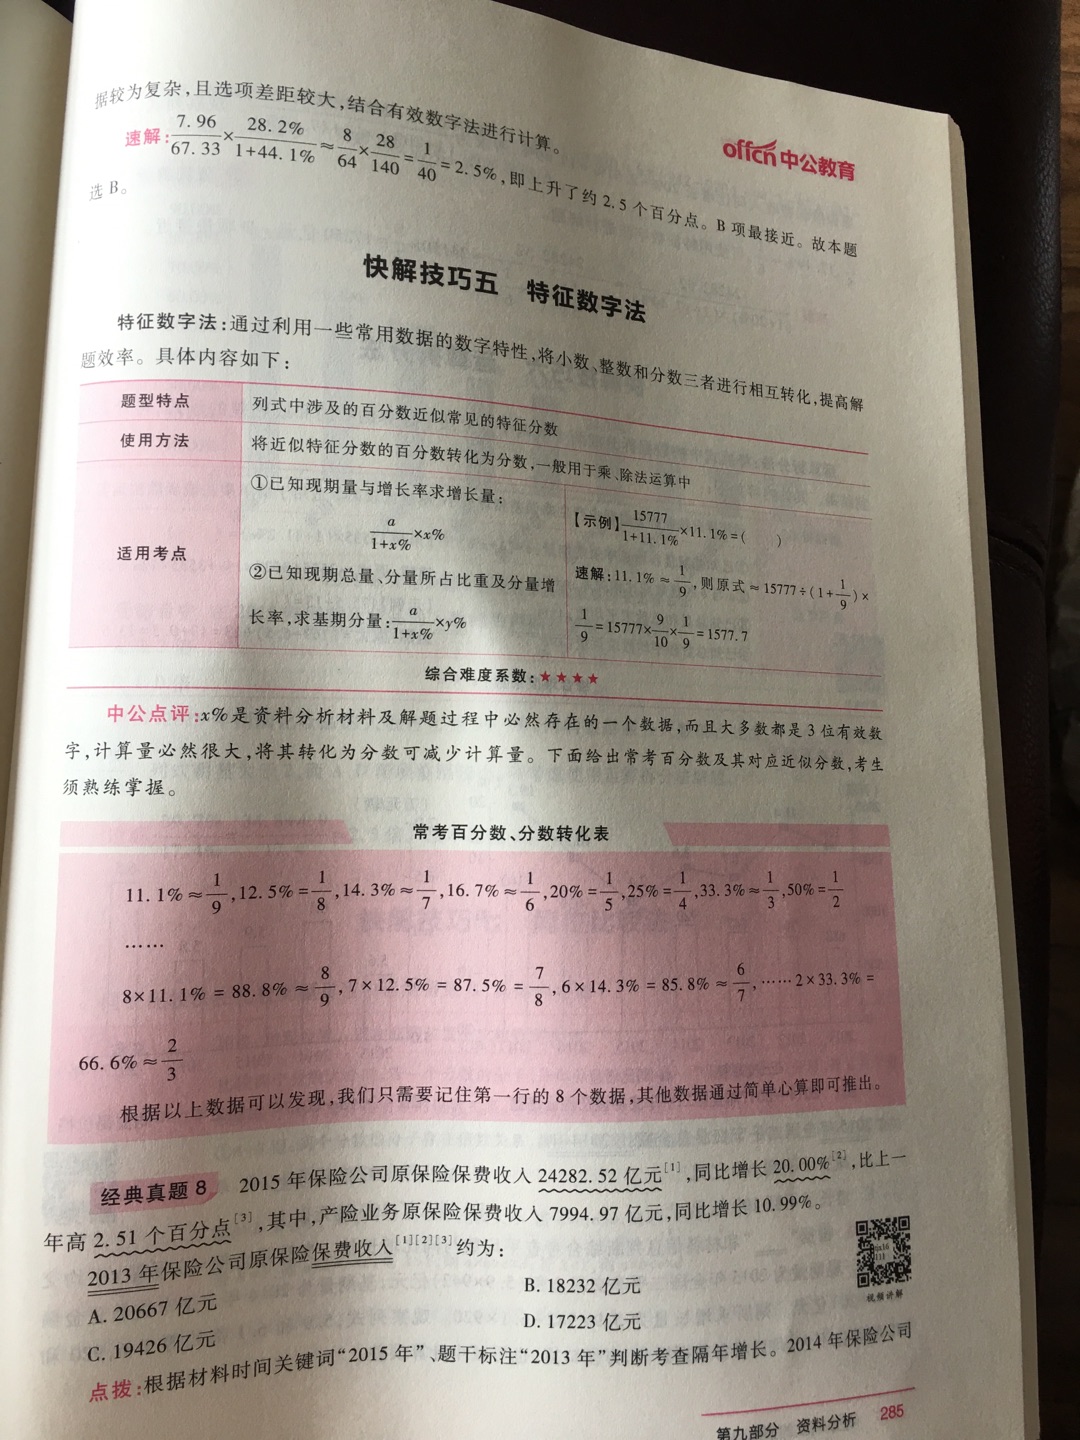 据较为复杂,且选项差距较大,结合有效数字法进行计算。
offcn中公教育
速解:7.96/67.33×28.2%/(1+44.1%)≈8/64×28/140=1/40=2.5%,即上升了约2.5个百分点。B项最接近。故本题
选B。
快解技巧五 特征数字法
特征数字法:通过利用一些常用数据的数字特性,将小数、整数和分数三者进行相互转化,提高解
题效率。具体内容如下:
题型特点 列式中涉及的百分数近似常见的特征分数
使用方法 将近似特征分数的百分数转化为分数,一般用于乘、除法运算中
适用考点
①已知现期量与增长率求增长量:
a/(1+x%)×x%
②已知现期总量、分量所占比重及分量增
长率,求基期分量:a/(1+x%)×y%
【示例】15777/(1+11.1%)×11.1%=( )
速解:11.1%≈1/9,则原式≈15777÷(1+1/9)×
1/9=15777×9/10×1/9=1577.7
综合难度系数:★★★★
中公点评:x%是资料分析材料及解题过程中必然存在的一个数据,而且大多数都是3位有效数
字,计算量必然很大,将其转化为分数可减少计算量。下面给出常考百分数及其对应近似分数,考生
须熟练掌握。
常考百分数、分数转化表
11.1%≈1/9,12.5%=1/8,14.3%≈1/7,16.7%≈1/6,20%=1/5,25%=1/4,33.3%≈1/3,50%=1/2
……
8×11.1%=88.8%≈8/9,7×12.5%=87.5%=7/8,6×14.3%=85.8%≈6/7,……2×33.3%=
66.6%≈2/3
根据以上数据可以发现,我们只需要记住第一行的8个数据,其他数据通过简单心算即可推出。
经典真题8 2015年保险公司原保险保费收入24282.52亿元[1],同比增长20.00%[2],比上一
年高2.51个百分点[3],其中,产险业务原保险保费收入7994.97亿元,同比增长10.99%。
2013年保险公司原保险保费收入[1][2][3]约为:
A.20667亿元 B.18232亿元
C.19426亿元 D.17223亿元
视频讲解
点拨:根据材料时间关键词“2015年”、题干标注“2013年”判断考查隔年增长。2014年保险公司
第九部分 资料分析 285